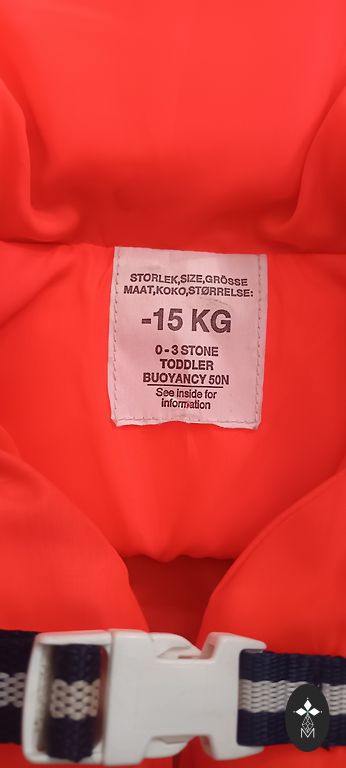 STORLEK,SIZE,GRÖSSE
MAAT,KOKO,STØRRELSE:
-15 KG
0-3 STONE
TODDLER
BUOYANCY 50N
See inside for
information
M